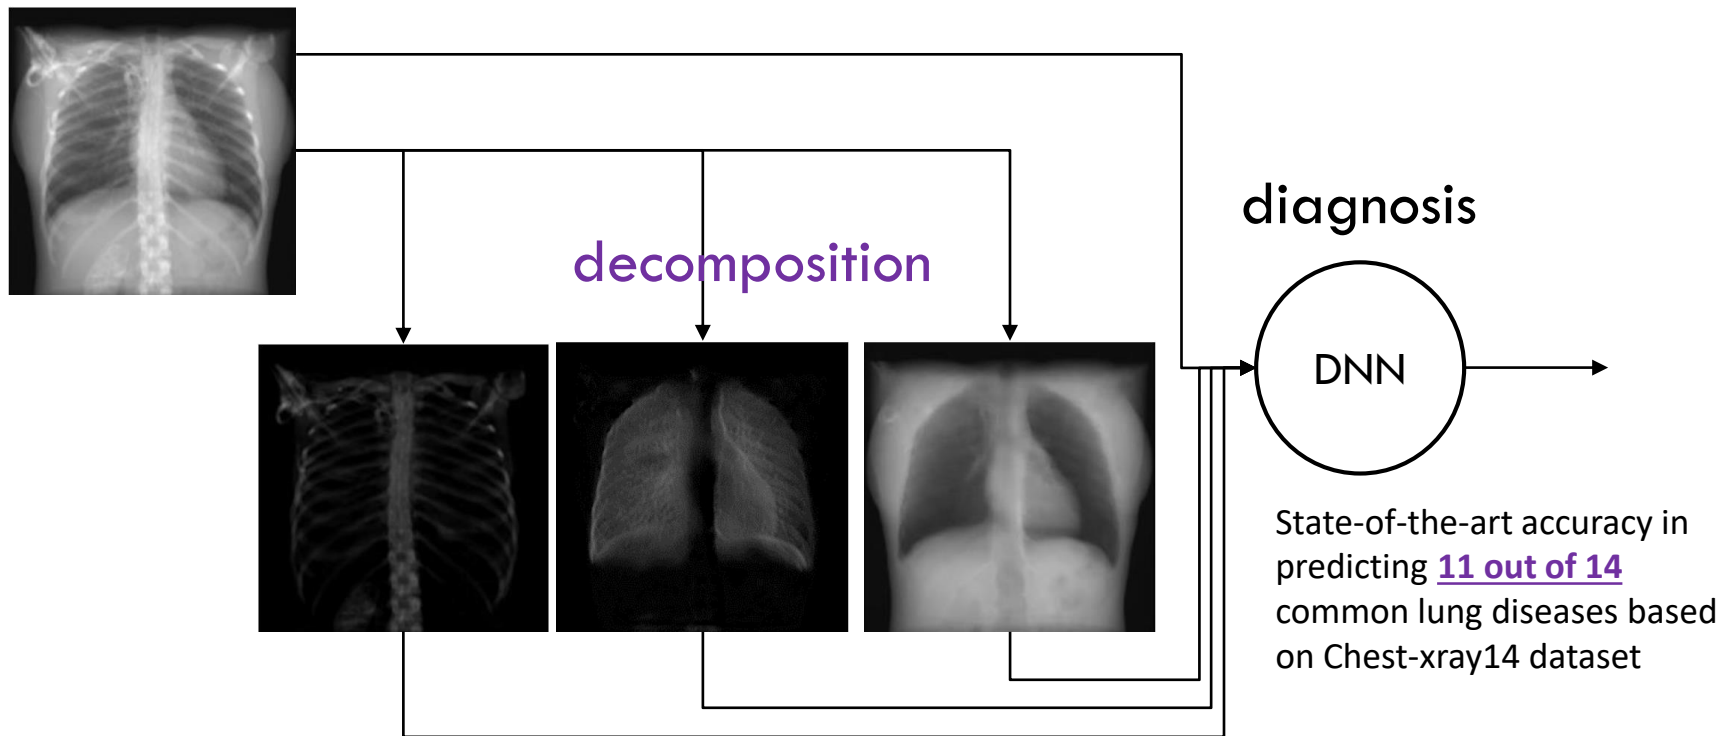 decomposition
diagnosis
DNN
State-of-the-art accuracy in
predicting 11 out of 14
common lung diseases based
on Chest-xray14 dataset